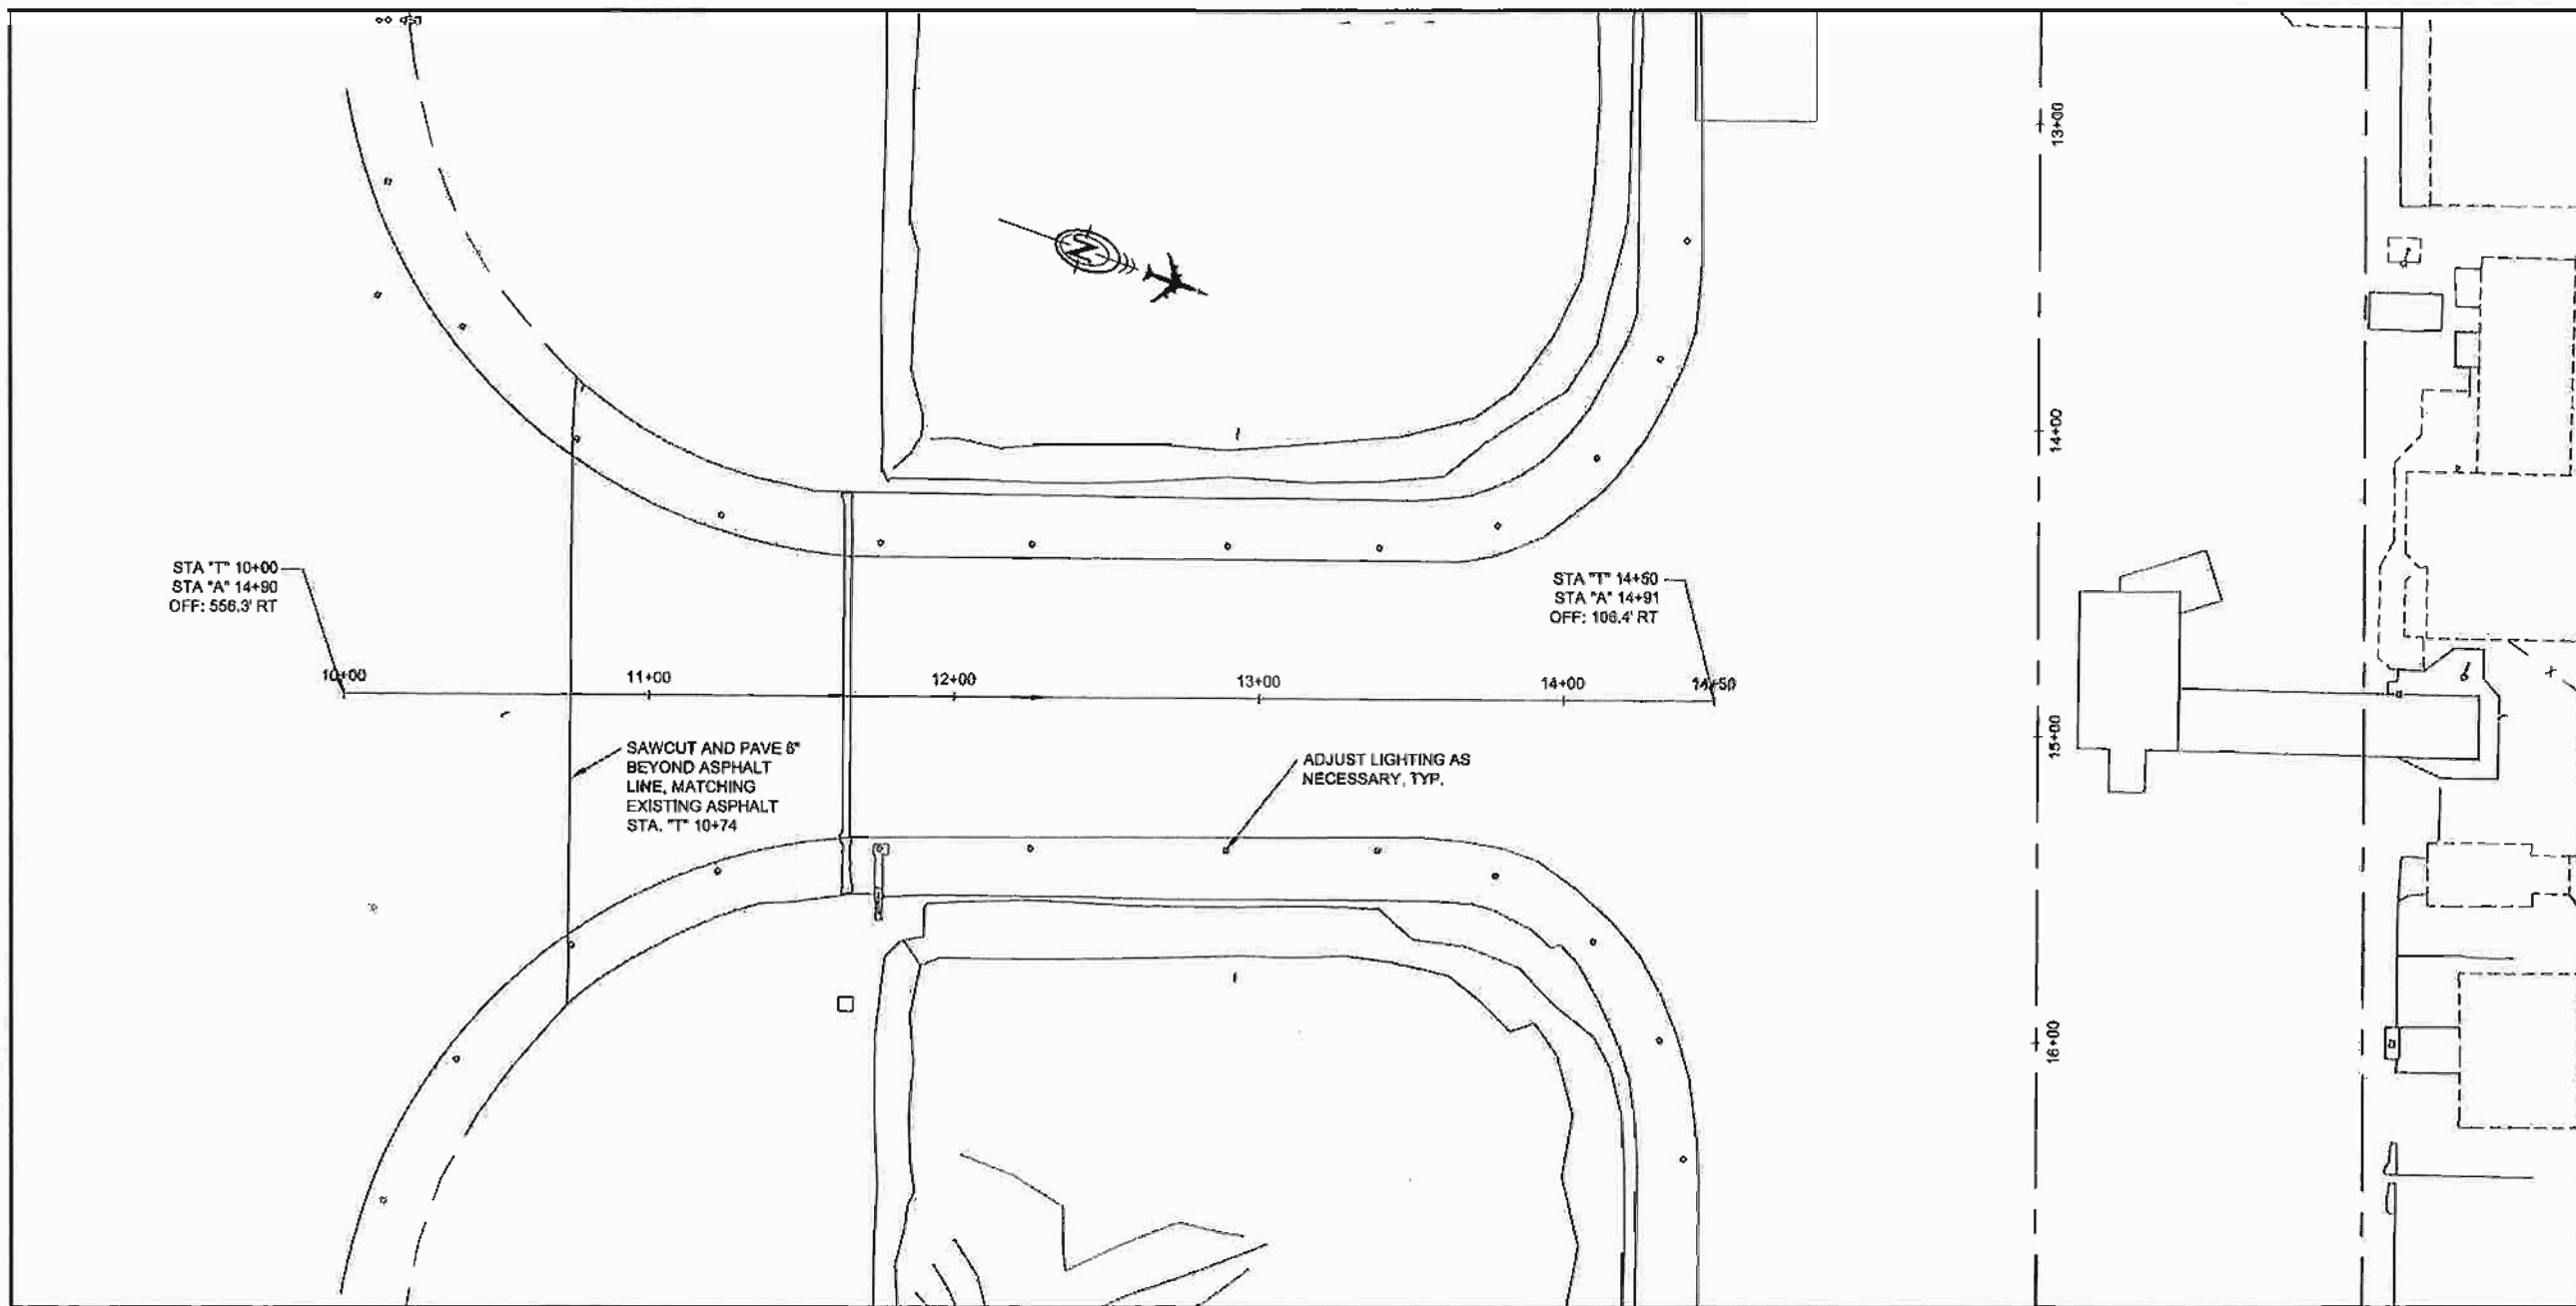 13+00
N
14+00
STA "T" 10+00
STA "A" 14+90
OFF: 556.3' RT
STA "T" 14+50
STA "A" 14+91
OFF: 106.4' RT
10+00
11+00
12+00
13+00
14+00
14+50
15+00
SAWCUT AND PAVE 6"
BEYOND ASPHALT
LINE, MATCHING
EXISTING ASPHALT
STA. "T" 10+74
ADJUST LIGHTING AS
NECESSARY, TYP.
16+00